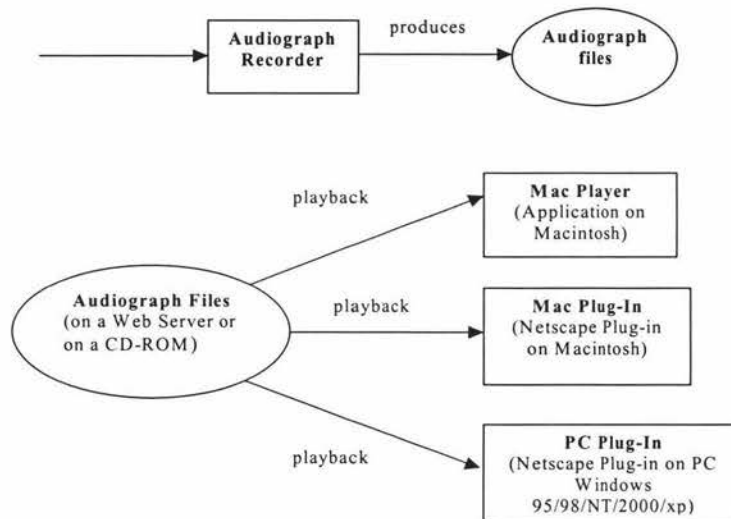 Audiograph
Recorder
produces
Audiograph
files
playback
Mac Player
(Application on
Macintosh)
Audiograph Files
(on a Web Server or
on a CD-ROM)
playback
Mac Plug-In
(Netscape Plug-in
on Macintosh)
playback
PC Plug-In
(Netscape Plug-in on PC
Windows
95/98/NT/2000/xp)